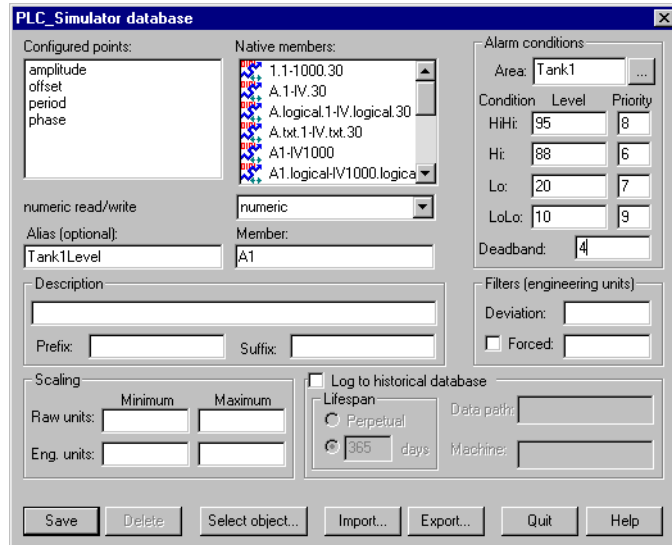 PLC_Simulator database
Configured points:
amplitude
offset
period
phase
Native members:
1.1-1000.30
A.1-IV.30
A.logical.1-IV.logical.30
A.txt.1-IV.txt.30
A1-IV1000
A1.logical-IV1000.logica
Alarm conditions
Area: Tank1 ...
Condition Level Priority
HiHi: 95 8
Hi: 88 6
Lo: 20 7
LoLo: 10 9
Deadband: 4
numeric read/write numeric
Alias (optional): Member:
Tank1Level A1
Description
Prefix: Suffix:
Filters (engineering units)
Deviation:
Forced:
Scaling
Minimum Maximum
Raw units:
Eng. units:
Log to historical database
Lifespan
Perpetual
365 days
Data path:
Machine:
Save Delete Select object... Import... Export... Quit Help